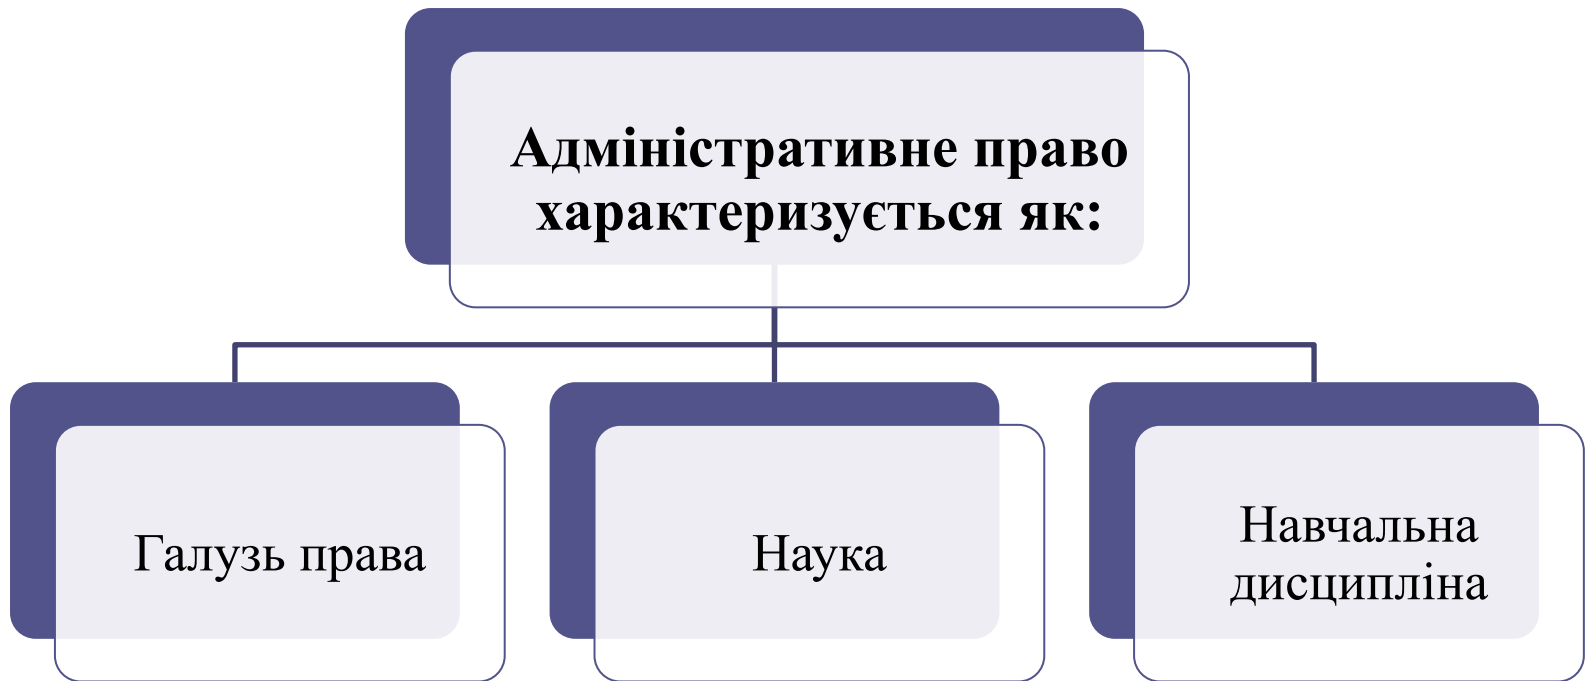 Адміністративне право
характеризується як:
Галузь права
Наука
Навчальна
дисципліна